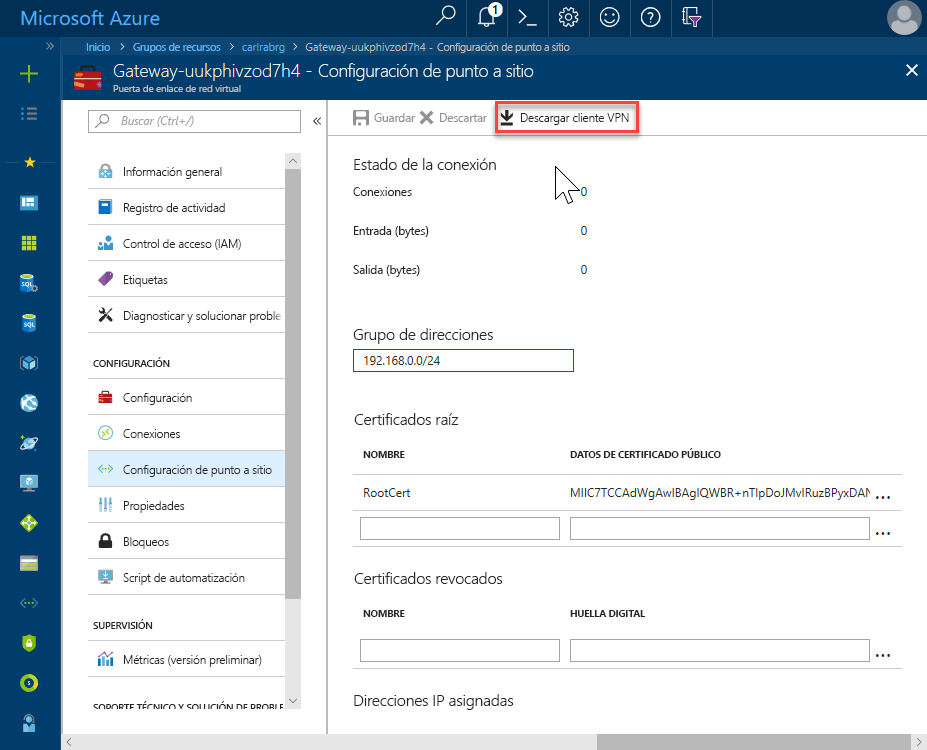 Microsoft Azure
1
Inicio > Grupos de recursos > carlrabrg > Gateway-uukphivzod7h4 - Configuración de punto a sitio
Gateway-uukphivzod7h4 - Configuración de punto a sitio
Puerta de enlace de red virtual
Buscar (Ctrl+/)
Información general
Registro de actividad
Control de acceso (IAM)
Etiquetas
Diagnosticar y solucionar proble
CONFIGURACIÓN
Configuración
Conexiones
Configuración de punto a sitio
Propiedades
Bloqueos
Script de automatización
SUPERVISIÓN
Métricas (versión preliminar)
SOPORTE TÉCNICO Y SOLUCIÓN DE PROBLE
Guardar Descartar Descargar cliente VPN
Estado de la conexión
Conexiones 0
Entrada (bytes) 0
Salida (bytes) 0
Grupo de direcciones
192.168.0.0/24
Certificados raíz
NOMBRE DATOS DE CERTIFICADO PÚBLICO
RootCert MIIC7TCCAdWgAwIBAgIQWBR+nTIpDoJMvIRuzBPyxDAN ...
...
Certificados revocados
NOMBRE HUELLA DIGITAL
...
Direcciones IP asignadas